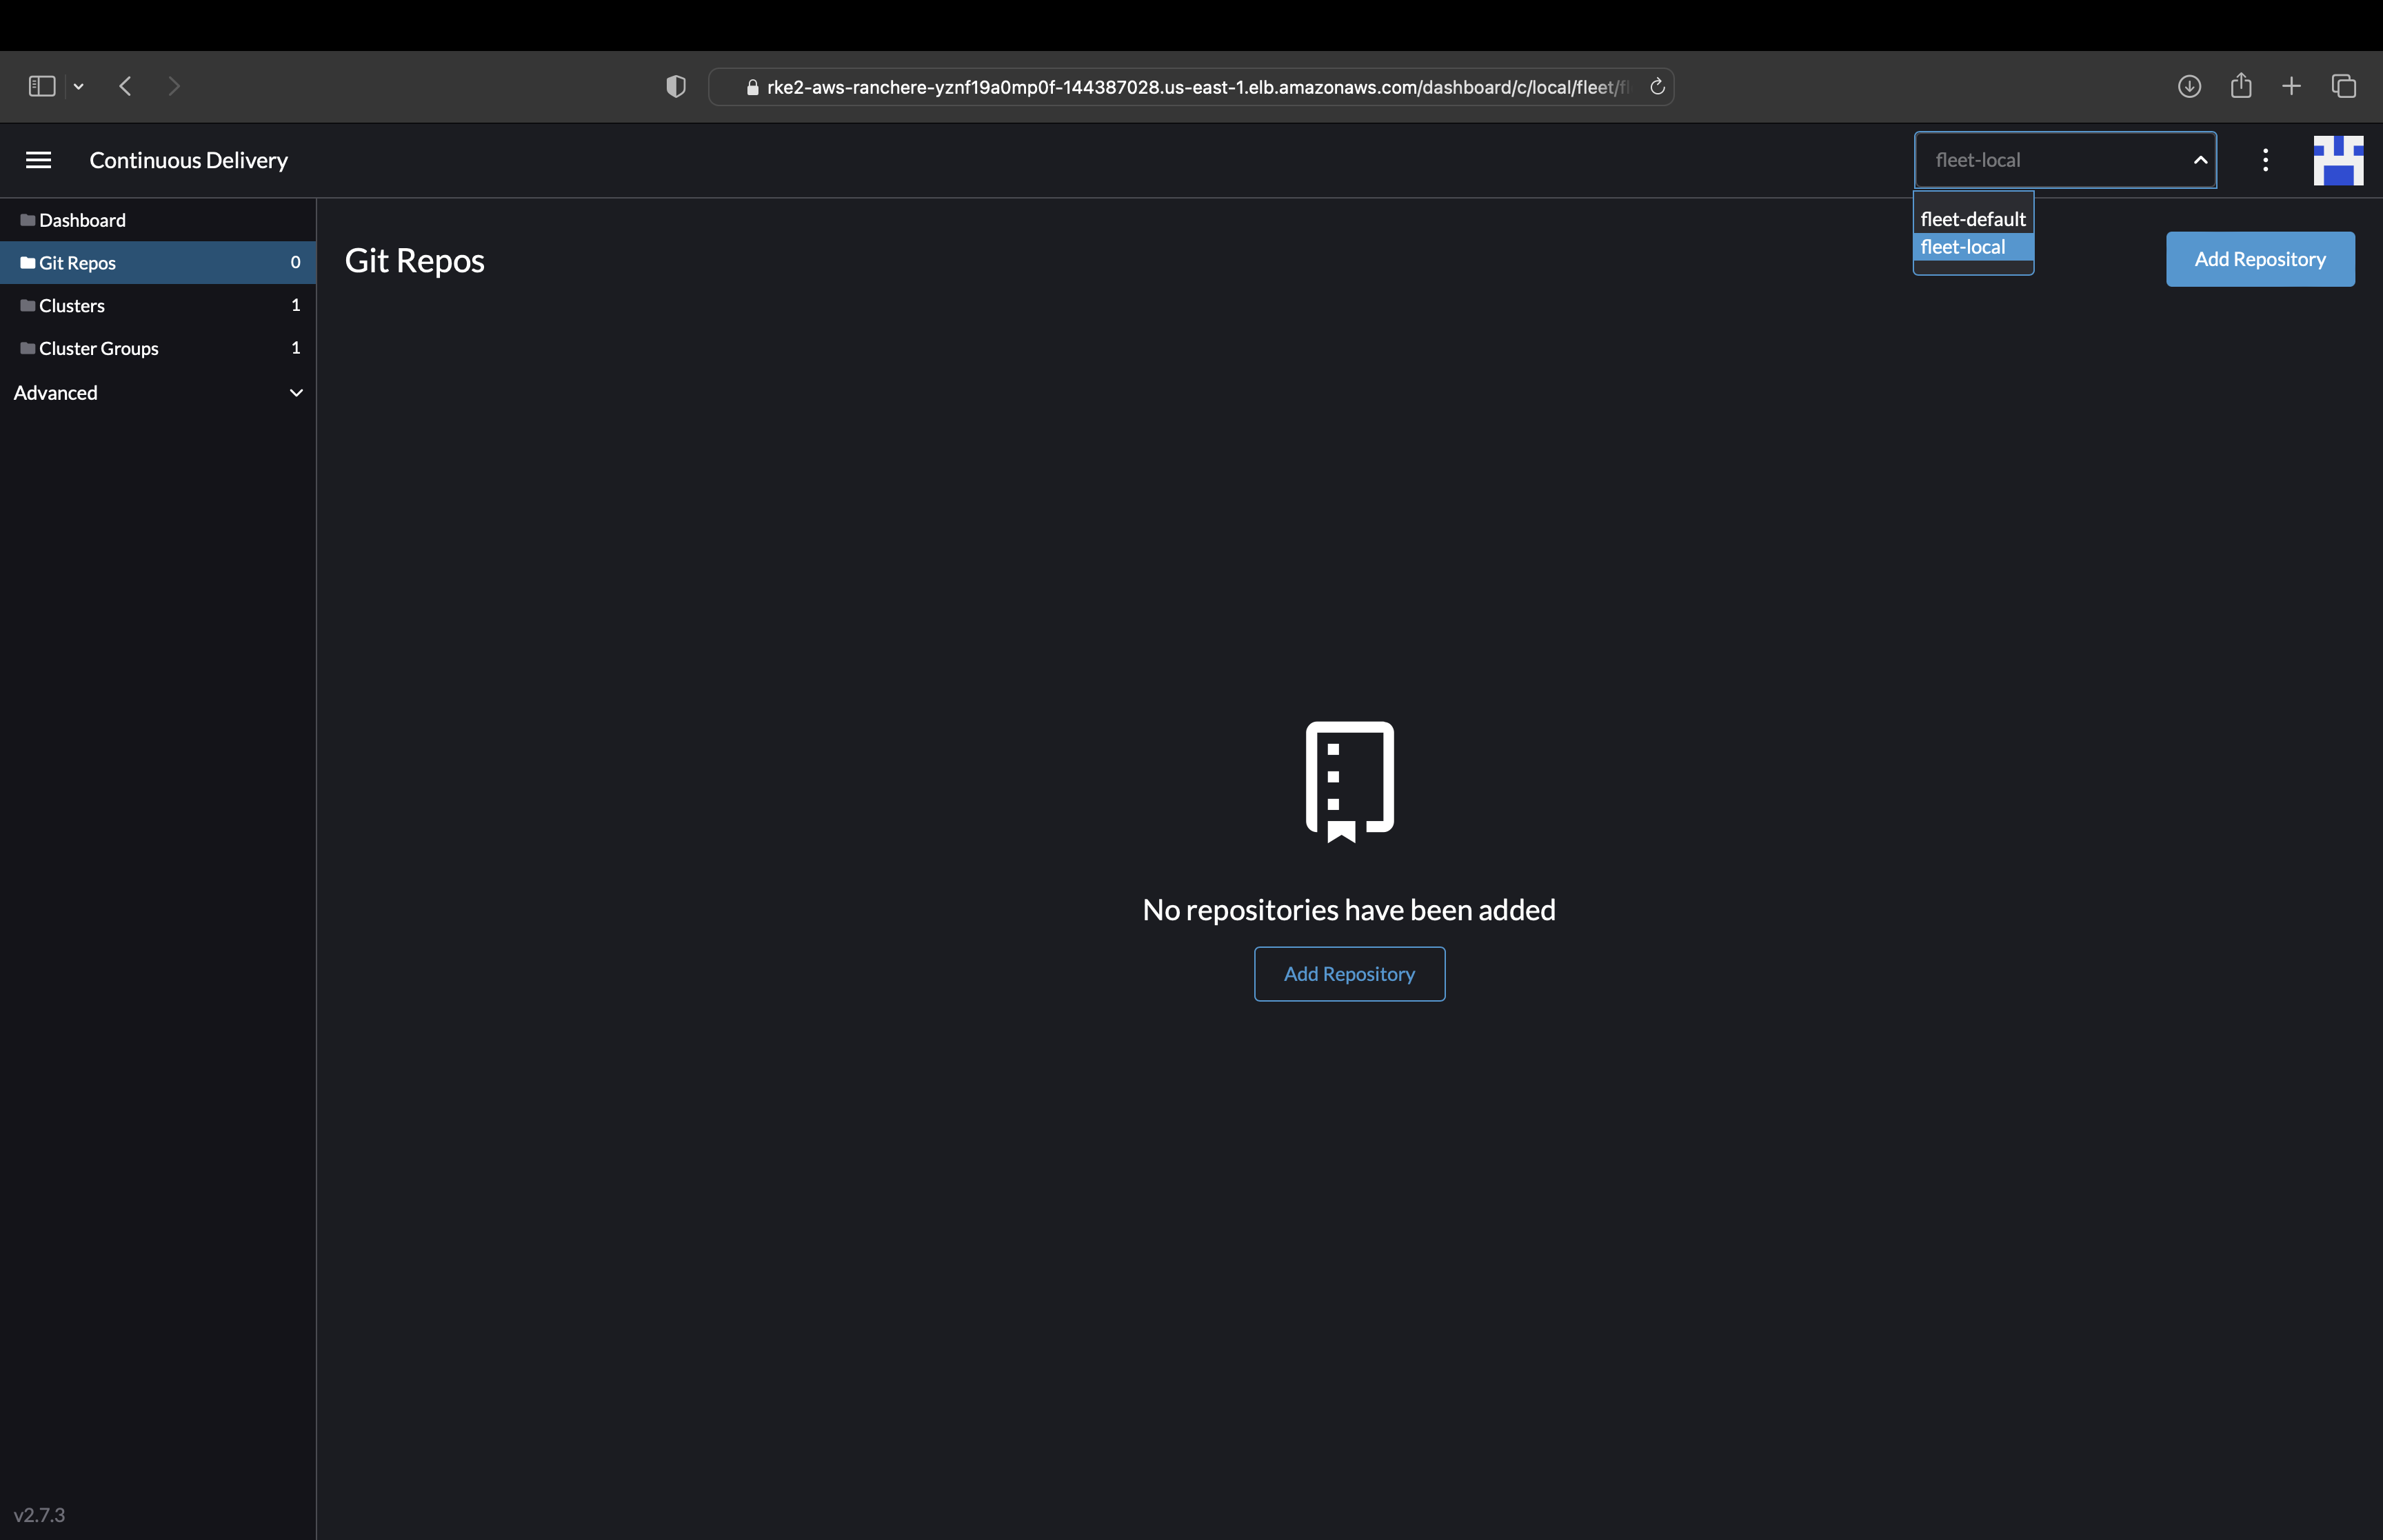 rke2-aws-ranchere-yznf19a0mp0f-144387028.us-east-1.elb.amazonaws.com/dashboard/c/local/fleet/fl
Continuous Delivery
fleet-local
fleet-default
fleet-local
Dashboard
Git Repos 0
Clusters 1
Cluster Groups 1
Advanced
Git Repos
Add Repository
No repositories have been added
Add Repository
v2.7.3